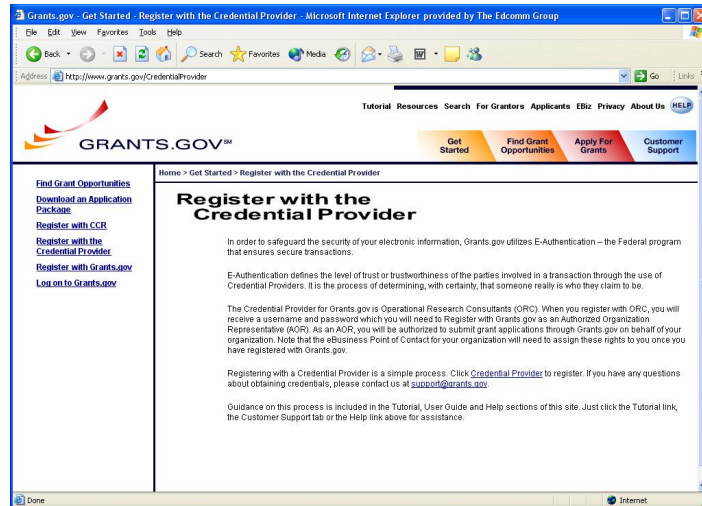 Grants.gov - Get Started - Register with the Credential Provider - Microsoft Internet Explorer provided by The Edcomm Group
File Edit View Favorites Tools Help
Back Search Favorites Media
Address http://www.grants.gov/CredentialProvider Go Links
Tutorial Resources Search For Grantors Applicants EBiz Privacy About Us HELP
GRANTS.GOV℠
Get Started
Find Grant Opportunities
Apply For Grants
Customer Support
Find Grant Opportunities
Download an Application
Package
Register with CCR
Register with the
Credential Provider
Register with Grants.gov
Log on to Grants.gov
Home > Get Started > Register with the Credential Provider
Register with the
Credential Provider
In order to safeguard the security of your electronic information, Grants.gov utilizes E-Authentication – the Federal program
that ensures secure transactions.
E-Authentication defines the level of trust or trustworthiness of the parties involved in a transaction through the use of
Credential Providers. It is the process of determining, with certainty, that someone really is who they claim to be.
The Credential Provider for Grants.gov is Operational Research Consultants (ORC). When you register with ORC, you will
receive a username and password which you will need to Register with Grants.gov as an Authorized Organization
Representative (AOR). As an AOR, you will be authorized to submit grant applications through Grants.gov on behalf of your
organization. Note that the eBusiness Point of Contact for your organization will need to assign these rights to you once you
have registered with Grants.gov.
Registering with a Credential Provider is a simple process. Click Credential Provider to register. If you have any questions
about obtaining credentials, please contact us at support@grants.gov.
Guidance on this process is included in the Tutorial, User Guide and Help sections of this site. Just click the Tutorial link,
the Customer Support tab or the Help link above for assistance.
Done Internet